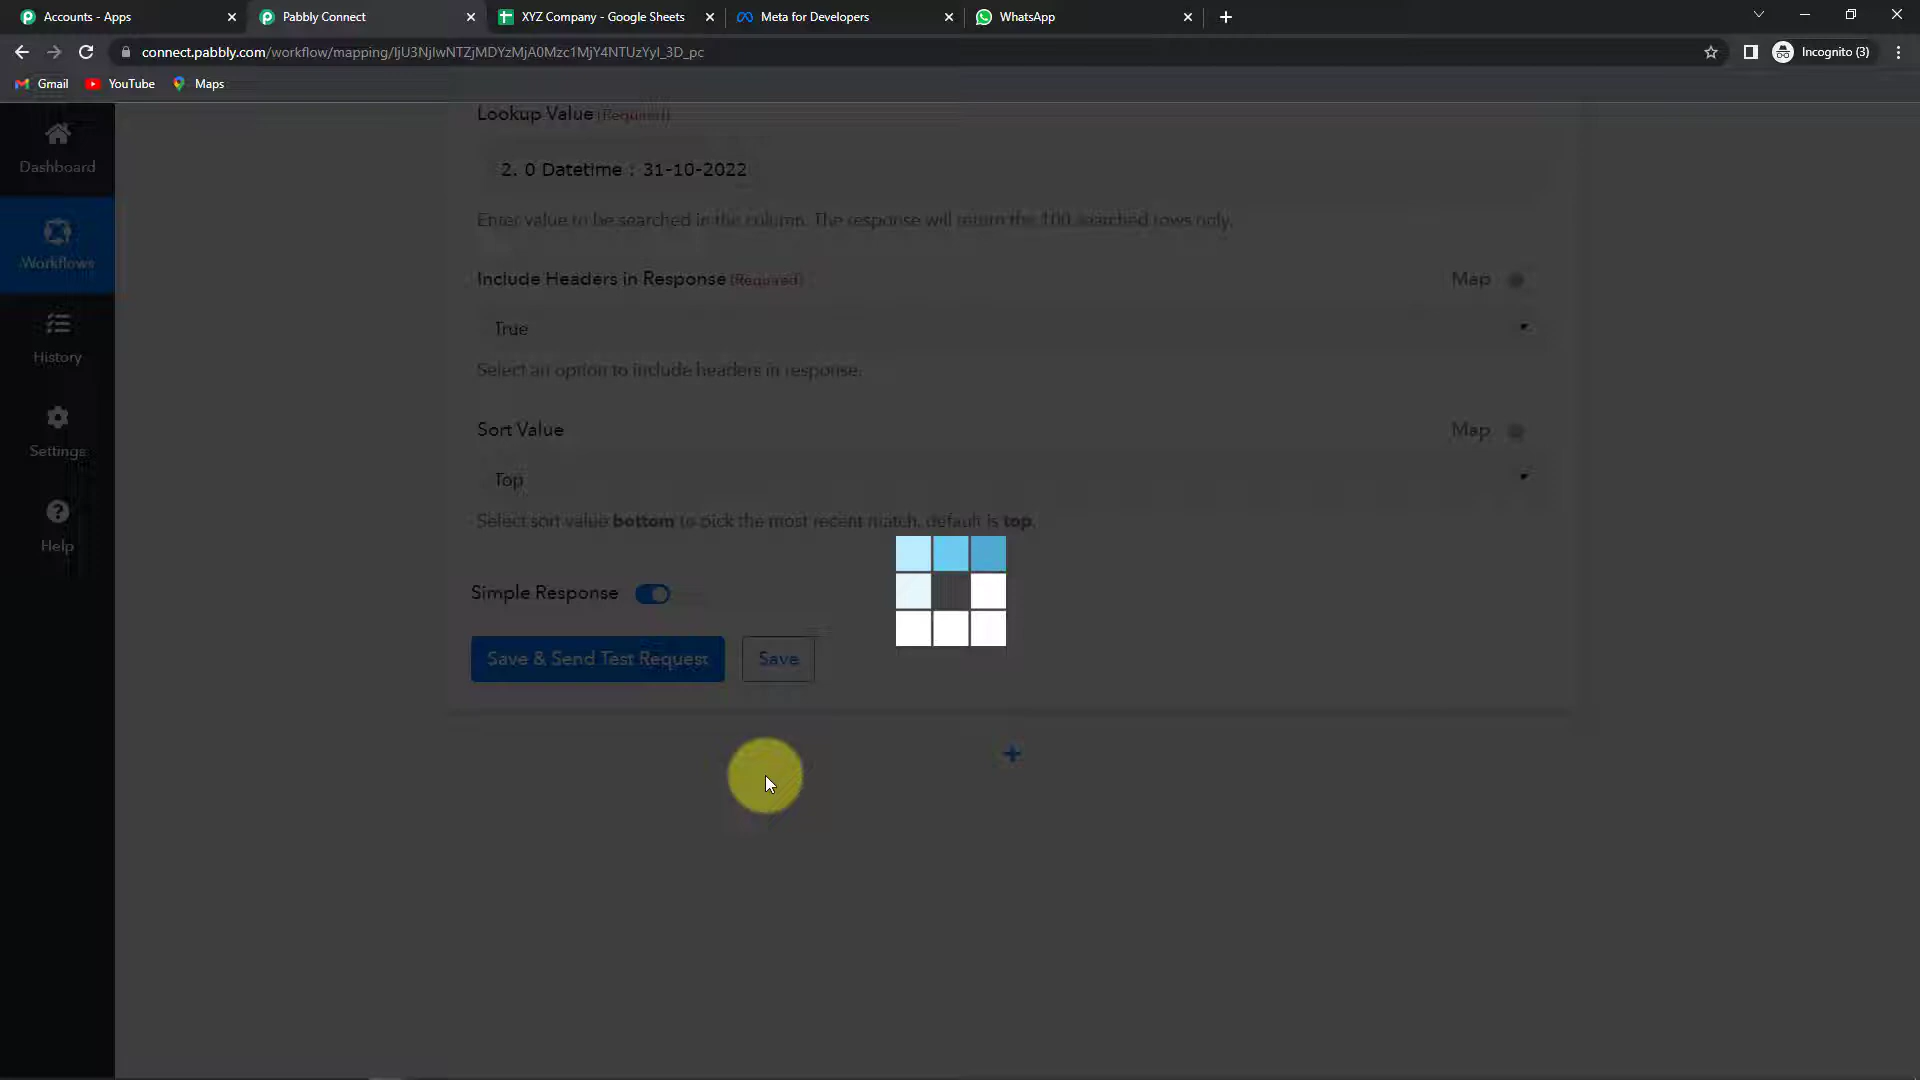 Accounts - Apps
Pabbly Connect
XYZ Company - Google Sheets
Meta for Developers
WhatsApp
connect.pabbly.com/workflow/mapping/IjU3NjIwNTZjMDYzMjA0Mzc1MjY4NTUzYyI_3D_pc
Incognito (3)
Gmail
YouTube
Maps
Dashboard
Workflows
History
Settings
Help
Lookup Value (Required)
2. 0 Datetime : 31-10-2022
Enter value to be searched in the column. The response will return the 100 searched rows only.
Include Headers in Response (Required)
Map
True
Select an option to include headers in response.
Sort Value
Map
Top
Select sort value bottom to pick the most recent match, default is top.
Simple Response
Save & Send Test Request
Save